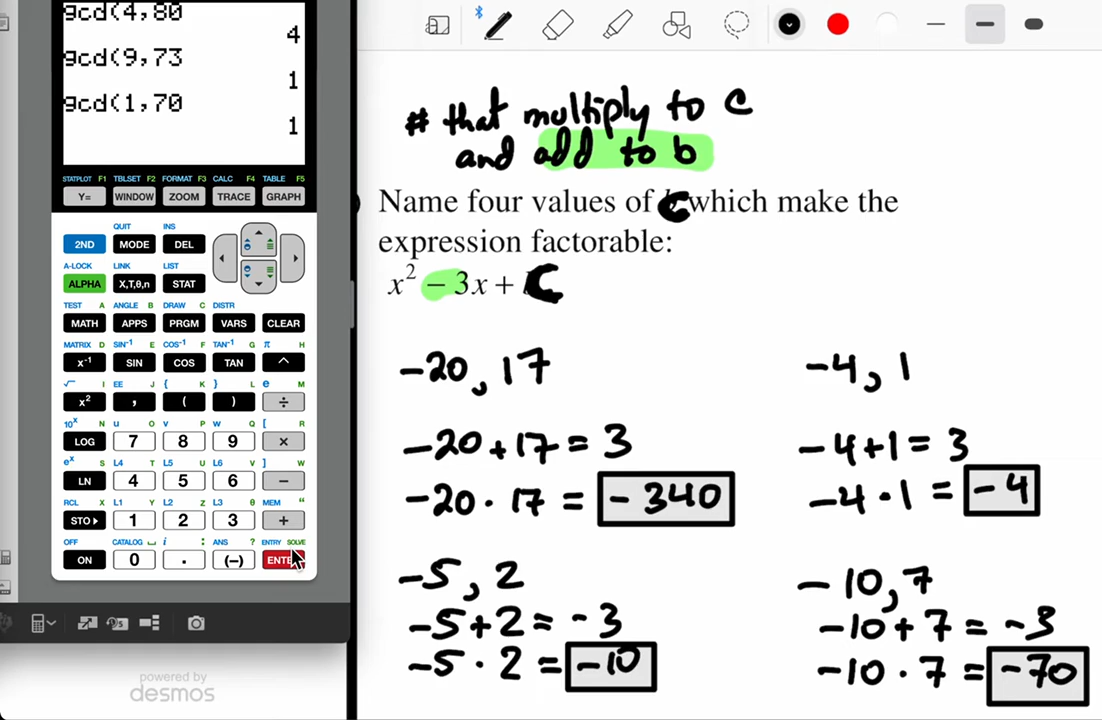 gcd(4,80
4
gcd(9,73
1
gcd(1,70
1
STATPLOT F1 TBLSET F2 FORMAT F3 CALC F4 TABLE F5
Y= WINDOW ZOOM TRACE GRAPH
QUIT INS
2ND MODE DEL
A-LOCK LINK LIST
ALPHA X,T,θ,n STAT
TEST A ANGLE B DRAW C DISTR
MATH APPS PRGM VARS CLEAR
MATRIX D SIN⁻¹ E COS⁻¹ F TAN⁻¹ G π H
x⁻¹ SIN COS TAN ^
√ I EE J { K } L e M
x² , ( ) ÷
10ˣ N u O v P w Q [ R
LOG 7 8 9 ×
eˣ S L4 T L5 U L6 V ] W
LN 4 5 6 −
RCL X L1 Y L2 Z L3 θ MEM "
STO▸ 1 2 3 +
OFF CATALOG ⎵ i : ANS ? ENTRY SOLVE
ON 0 . (−) ENTE
powered by
desmos
# that multiply to c
and add to b
Name four values of c which make the
expression factorable:
x² − 3x + c
-20, 17
-20 + 17 = 3
-20 · 17 = -340
-4, 1
-4 + 1 = 3
-4 · 1 = -4
-5, 2
-5 + 2 = -3
-5 · 2 = -10
-10, 7
-10 + 7 = -3
-10 · 7 = -70